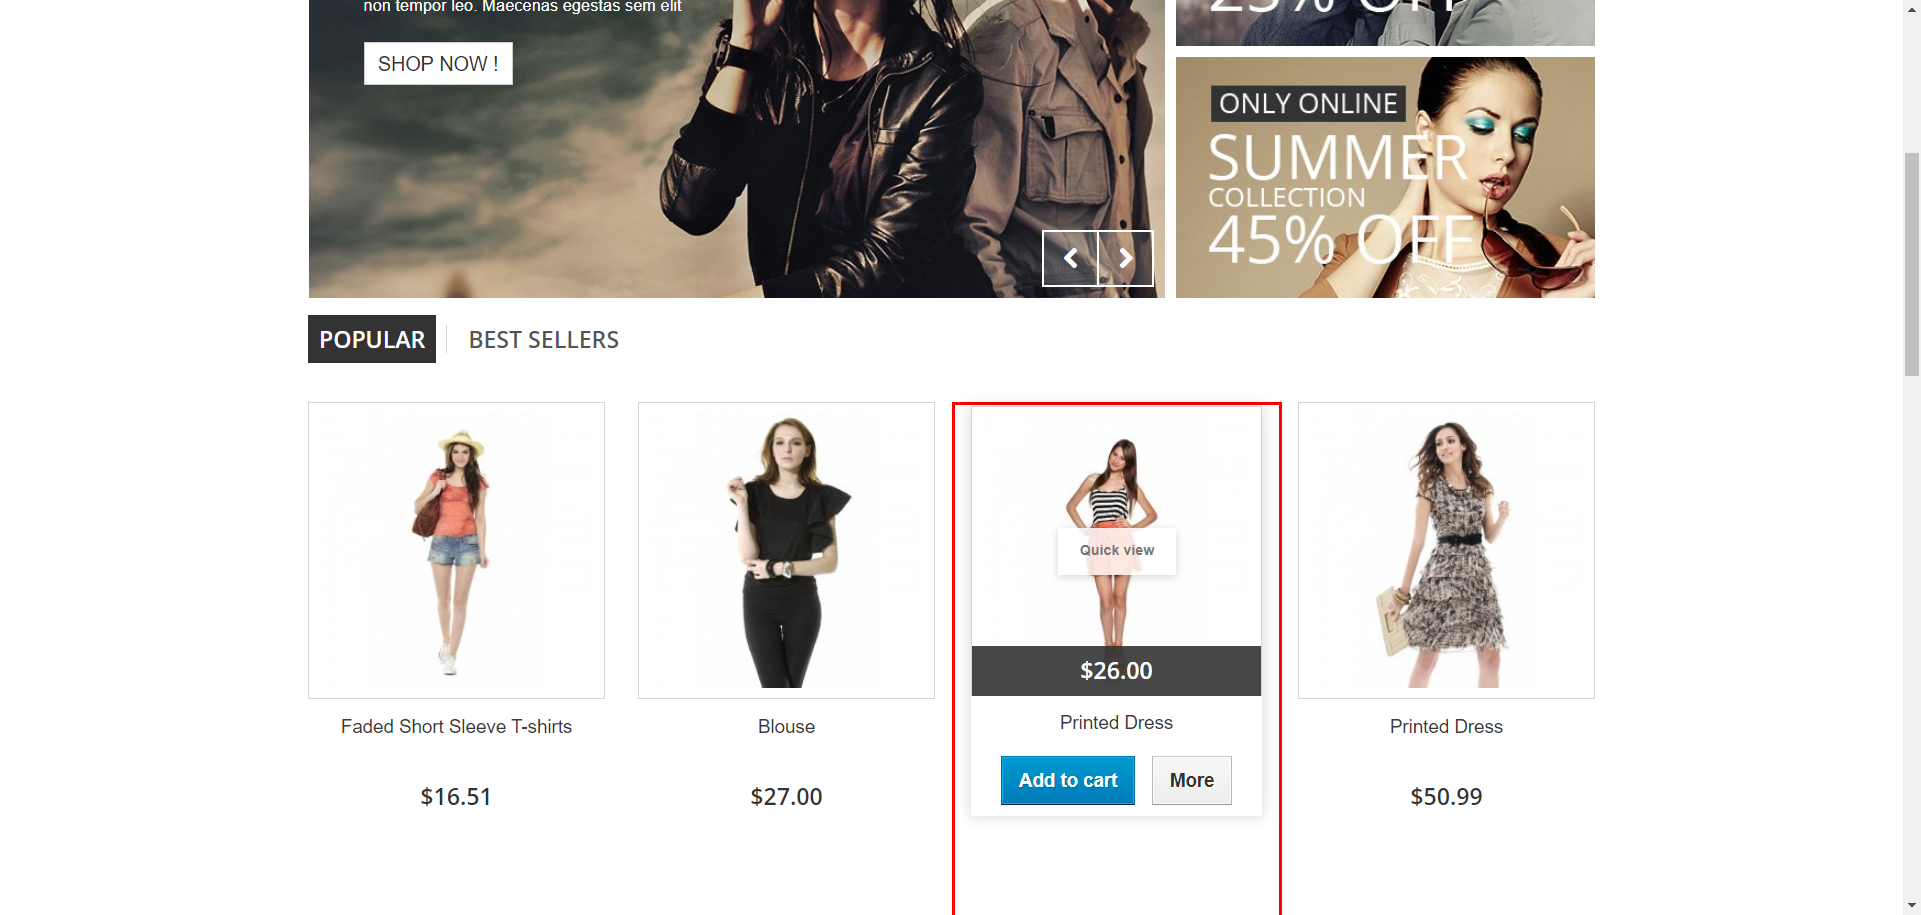 non tempor leo. Maecenas egestas sem elit
SHOP NOW !
25% OFF
ONLY ONLINE
SUMMER
COLLECTION
45% OFF
POPULAR
BEST SELLERS
Quick view
$26.00
Faded Short Sleeve T-shirts
Blouse
Printed Dress
Printed Dress
Add to cart
More
$16.51
$27.00
$50.99